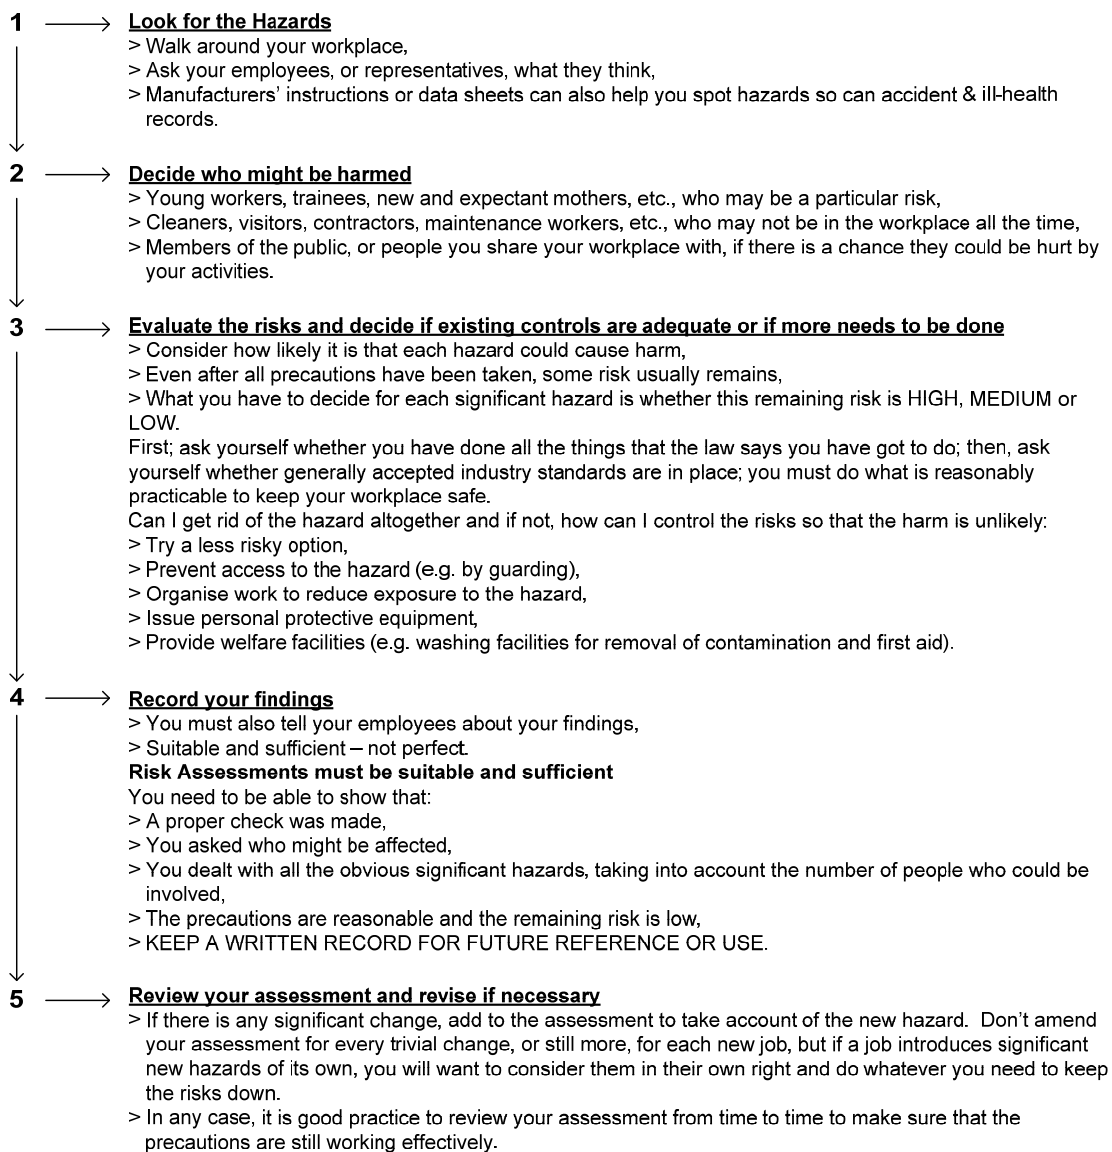 1 Look for the Hazards
> Walk around your workplace,
> Ask your employees, or representatives, what they think,
> Manufacturers' instructions or data sheets can also help you spot hazards so can accident & ill-health
records.
2 Decide who might be harmed
> Young workers, trainees, new and expectant mothers, etc., who may be a particular risk,
> Cleaners, visitors, contractors, maintenance workers, etc., who may not be in the workplace all the time,
> Members of the public, or people you share your workplace with, if there is a chance they could be hurt by
your activities.
3 Evaluate the risks and decide if existing controls are adequate or if more needs to be done
> Consider how likely it is that each hazard could cause harm,
> Even after all precautions have been taken, some risk usually remains,
> What you have to decide for each significant hazard is whether this remaining risk is HIGH, MEDIUM or
LOW.
First; ask yourself whether you have done all the things that the law says you have got to do; then, ask
yourself whether generally accepted industry standards are in place; you must do what is reasonably
practicable to keep your workplace safe.
Can I get rid of the hazard altogether and if not, how can I control the risks so that the harm is unlikely:
> Try a less risky option,
> Prevent access to the hazard (e.g. by guarding),
> Organise work to reduce exposure to the hazard,
> Issue personal protective equipment,
> Provide welfare facilities (e.g. washing facilities for removal of contamination and first aid).
4 Record your findings
> You must also tell your employees about your findings,
> Suitable and sufficient – not perfect.
Risk Assessments must be suitable and sufficient
You need to be able to show that:
> A proper check was made,
> You asked who might be affected,
> You dealt with all the obvious significant hazards, taking into account the number of people who could be
involved,
> The precautions are reasonable and the remaining risk is low,
> KEEP A WRITTEN RECORD FOR FUTURE REFERENCE OR USE.
5 Review your assessment and revise if necessary
> If there is any significant change, add to the assessment to take account of the new hazard. Don't amend
your assessment for every trivial change, or still more, for each new job, but if a job introduces significant
new hazards of its own, you will want to consider them in their own right and do whatever you need to keep
the risks down.
> In any case, it is good practice to review your assessment from time to time to make sure that the
precautions are still working effectively.